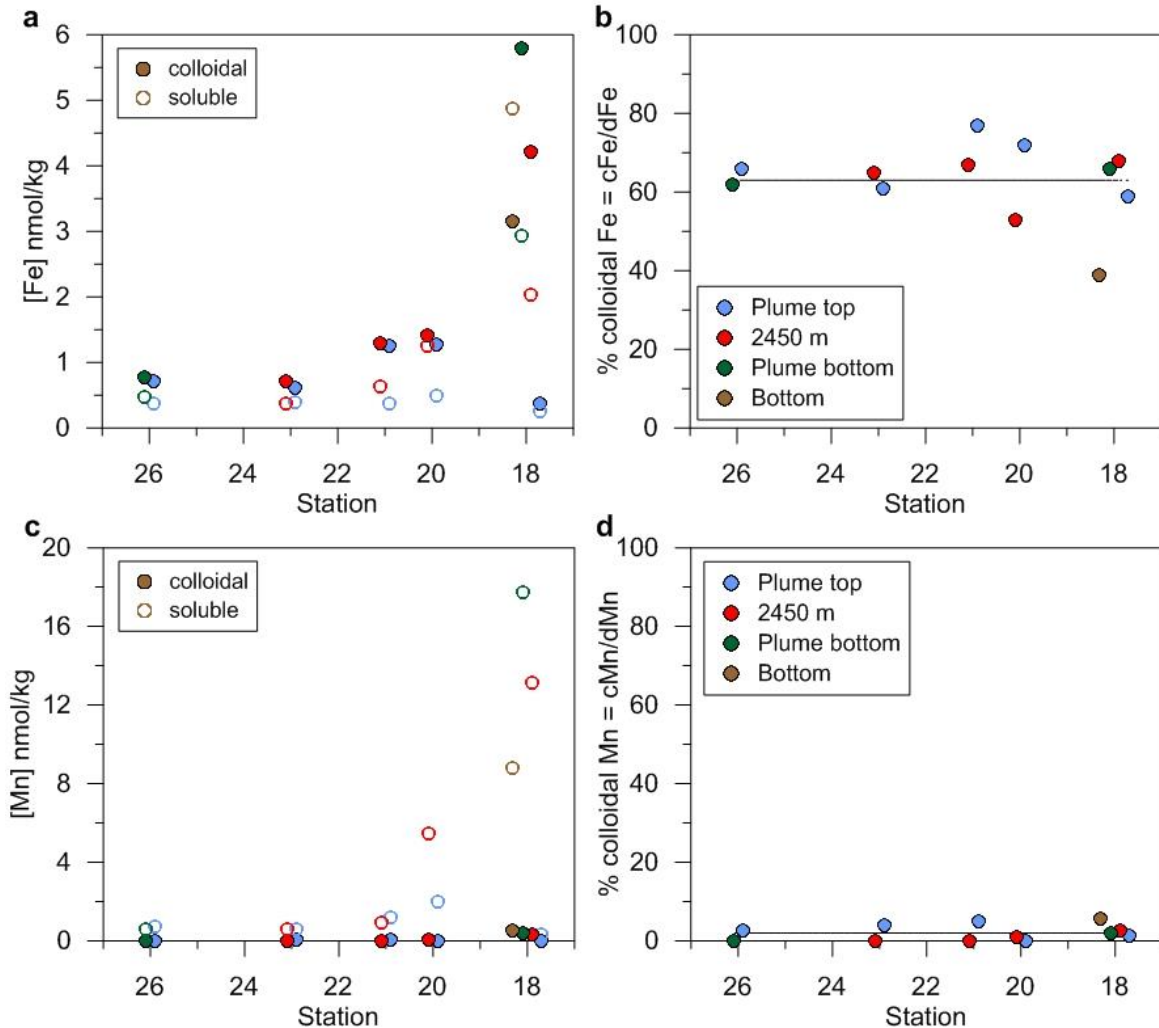 a
[Fe] nmol/kg
6
5
4
3
2
1
0
colloidal
soluble
26 24 22 20 18
Station
b
% colloidal Fe = cFe/dFe
100
80
60
40
20
0
Plume top
2450 m
Plume bottom
Bottom
26 24 22 20 18
Station
c
[Mn] nmol/kg
20
16
12
8
4
0
colloidal
soluble
26 24 22 20 18
Station
d
% colloidal Mn = cMn/dMn
100
80
60
40
20
0
Plume top
2450 m
Plume bottom
Bottom
26 24 22 20 18
Station